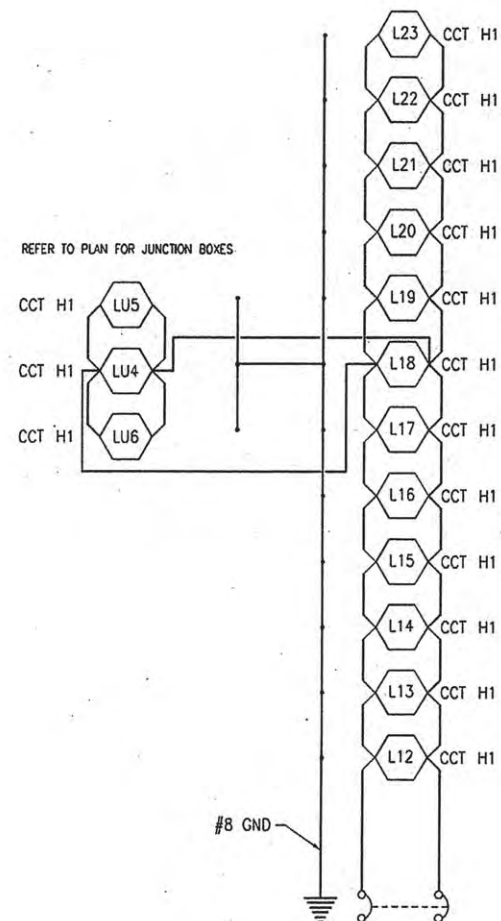 L23 CCT H1
L22 CCT H1
L21 CCT H1
L20 CCT H1
REFER TO PLAN FOR JUNCTION BOXES
CCT H1 LU5
L19 CCT H1
CCT H1 LU4
L18 CCT H1
CCT H1 LU6
L17 CCT H1
L16 CCT H1
L15 CCT H1
L14 CCT H1
L13 CCT H1
L12 CCT H1
#8 GND